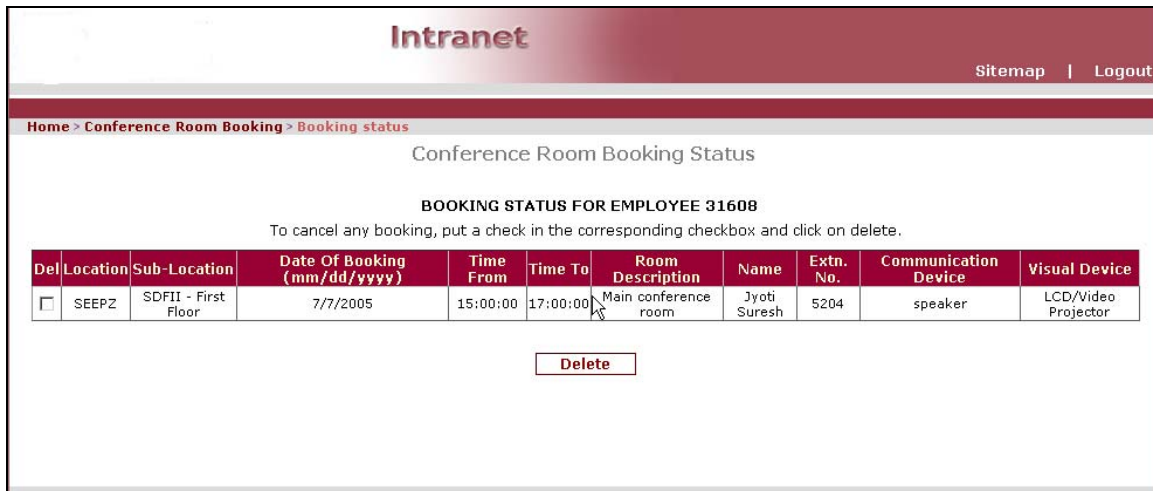 Intranet
Sitemap | Logout
Home > Conference Room Booking > Booking status
Conference Room Booking Status
BOOKING STATUS FOR EMPLOYEE 31608
To cancel any booking, put a check in the corresponding checkbox and click on delete.
Del Location Sub-Location Date Of Booking (mm/dd/yyyy) Time From Time To Room Description Name Extn. No. Communication Device Visual Device
SEEPZ SDFII - First Floor 7/7/2005 15:00:00 17:00:00 Main conference room Jyoti Suresh 5204 speaker LCD/Video Projector
Delete